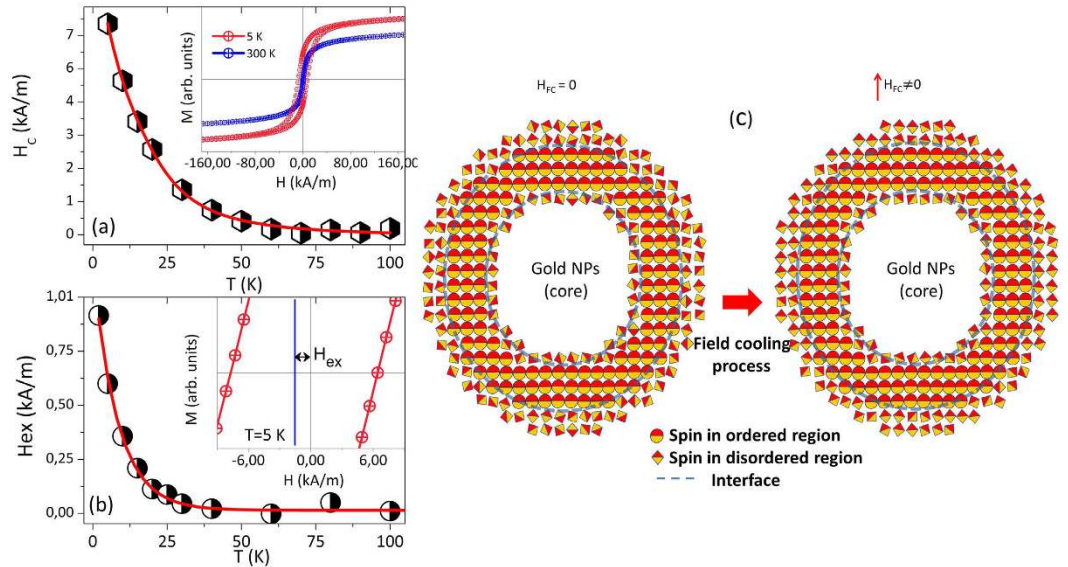 7
6
5
4
3
2
1
0
H_c (kA/m)
(a)
0 25 50 75 100
T (K)
M (arb. units)
5 K
300 K
-160,00 -80,00 0,00 80,00 160,00
H (kA/m)
1,01
0,75
0,50
0,25
0,00
Hex (kA/m)
(b)
0 25 50 75 100
T (K)
M (arb. units)
H_ex
T=5 K
-6,00 0,00 6,00
H (kA/m)
H_FC = 0
H_FC≠0
(c)
Gold NPs
(core)
Gold NPs
(core)
Field cooling
process
Spin in ordered region
Spin in disordered region
Interface